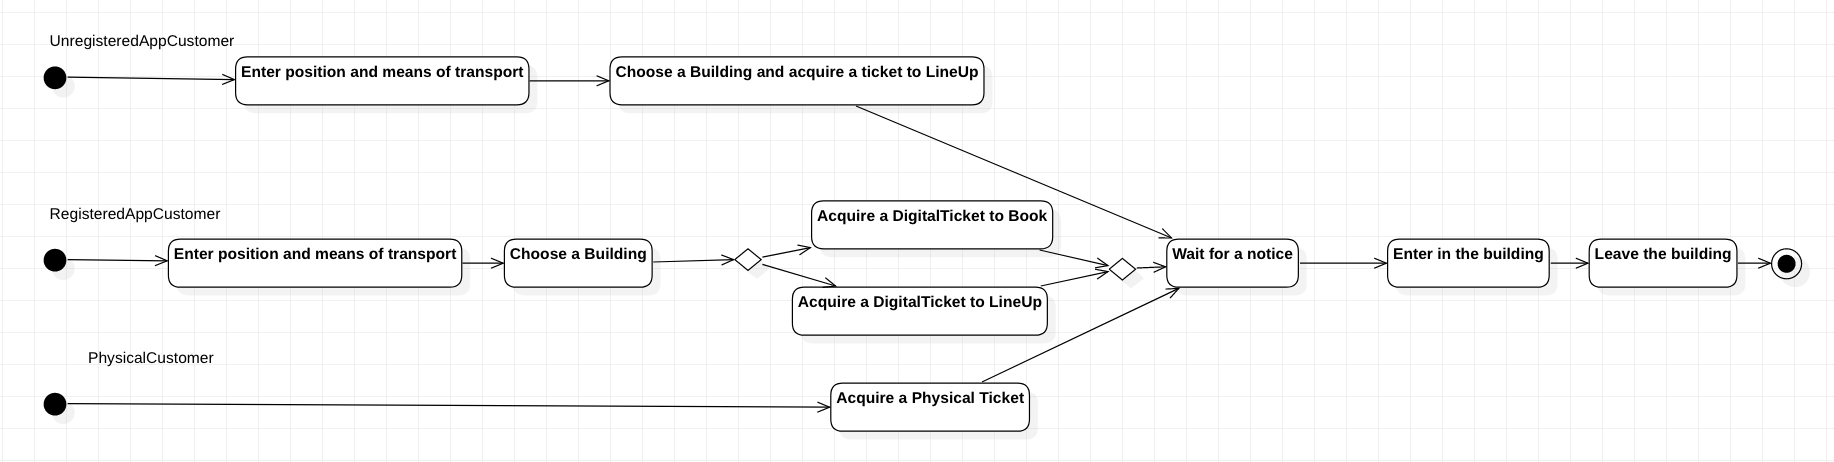 UnregisteredAppCustomer
Enter position and means of transport
Choose a Building and acquire a ticket to LineUp
RegisteredAppCustomer
Enter position and means of transport
Choose a Building
Acquire a DigitalTicket to Book
Acquire a DigitalTicket to LineUp
Wait for a notice
Enter in the building
Leave the building
PhysicalCustomer
Acquire a Physical Ticket